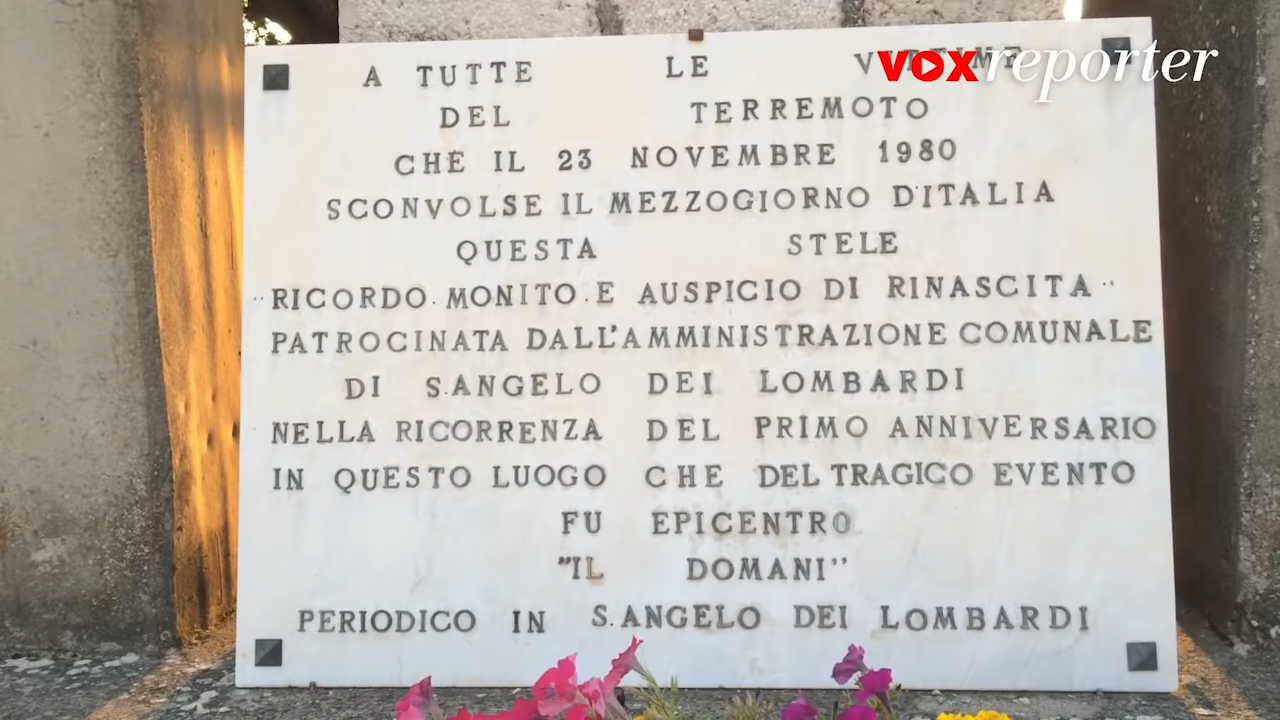 voxreporter
A TUTTE LE VITTIME
DEL TERREMOTO
CHE IL 23 NOVEMBRE 1980
SCONVOLSE IL MEZZOGIORNO D'ITALIA
QUESTA STELE
"RICORDO. MONITO. E AUSPICIO DI RINASCITA"
PATROCINATA DALL'AMMINISTRAZIONE COMUNALE
DI S.ANGELO DEI LOMBARDI
NELLA RICORRENZA DEL PRIMO ANNIVERSARIO
IN QUESTO LUOGO CHE DEL TRAGICO EVENTO
FU EPICENTRO
"IL DOMANI"
PERIODICO IN S.ANGELO DEI LOMBARDI